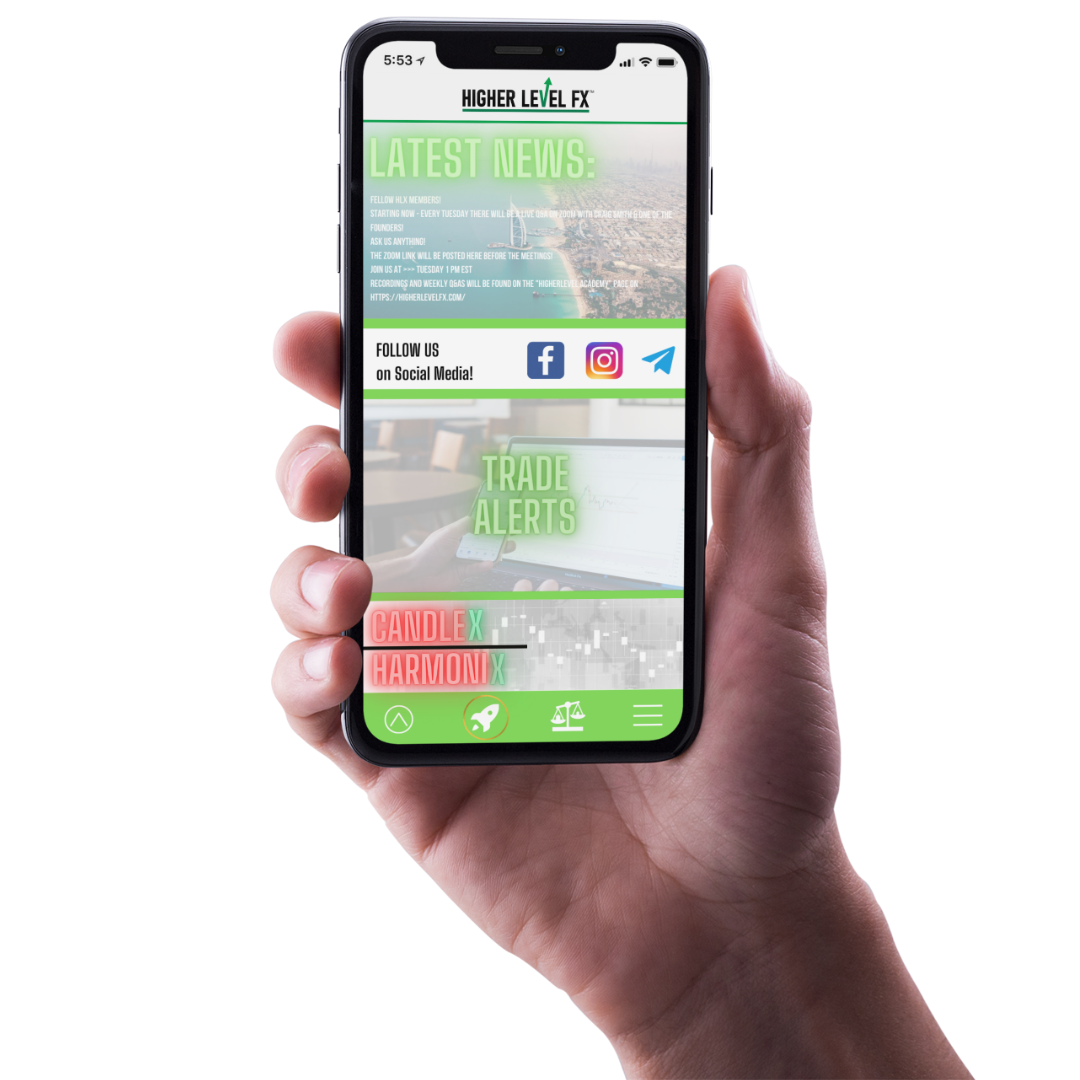 5:53
HIGHER LEVEL FX™
LATEST NEWS:
FELLOW HLX MEMBERS!
STARTING NOW - EVERY TUESDAY THERE WILL BE A LIVE Q&A ON ZOOM WITH CRAIG SMITH & ONE OF THE
FOUNDERS!
ASK US ANYTHING!
THE ZOOM LINK WILL BE POSTED HERE BEFORE THE MEETINGS!
JOIN US AT >>> TUESDAY 1 PM EST
RECORDINGS AND WEEKLY Q&AS WILL BE FOUND ON THE "HIGHERLEVEL ACADEMY" PAGE ON
HTTPS://HIGHERLEVELFX.COM/
FOLLOW US
on Social Media!
TRADE
ALERTS
CANDLEX
HARMONIX